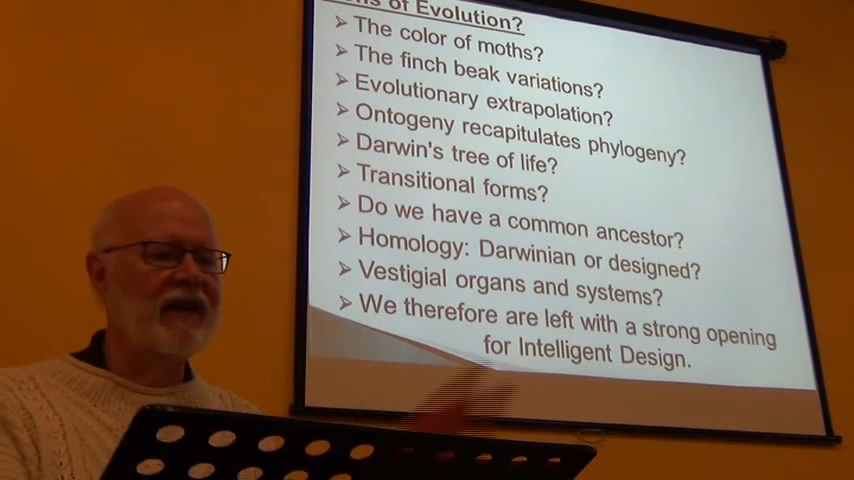 of Evolution?
➢ The color of moths?
➢ The finch beak variations?
➢ Evolutionary extrapolation?
➢ Ontogeny recapitulates phylogeny?
➢ Darwin's tree of life?
➢ Transitional forms?
➢ Do we have a common ancestor?
➢ Homology: Darwinian or designed?
➢ Vestigial organs and systems?
➢ We therefore are left with a strong opening
for Intelligent Design.